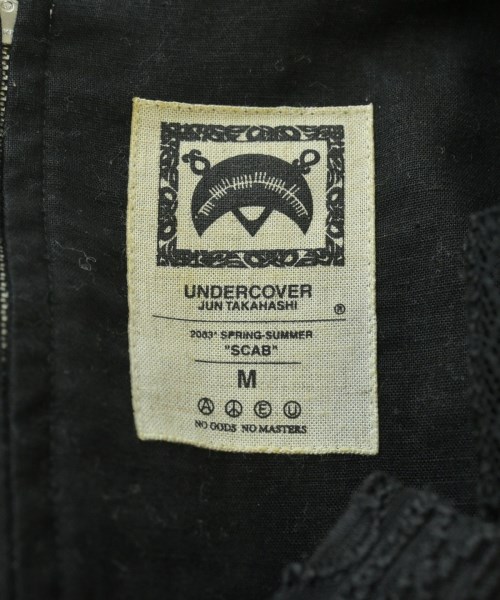 UNDERCOVER
JUN TAKAHASHI
®
2003' SPRING-SUMMER
"SCAB"
M
A E U
NO GODS NO MASTERS